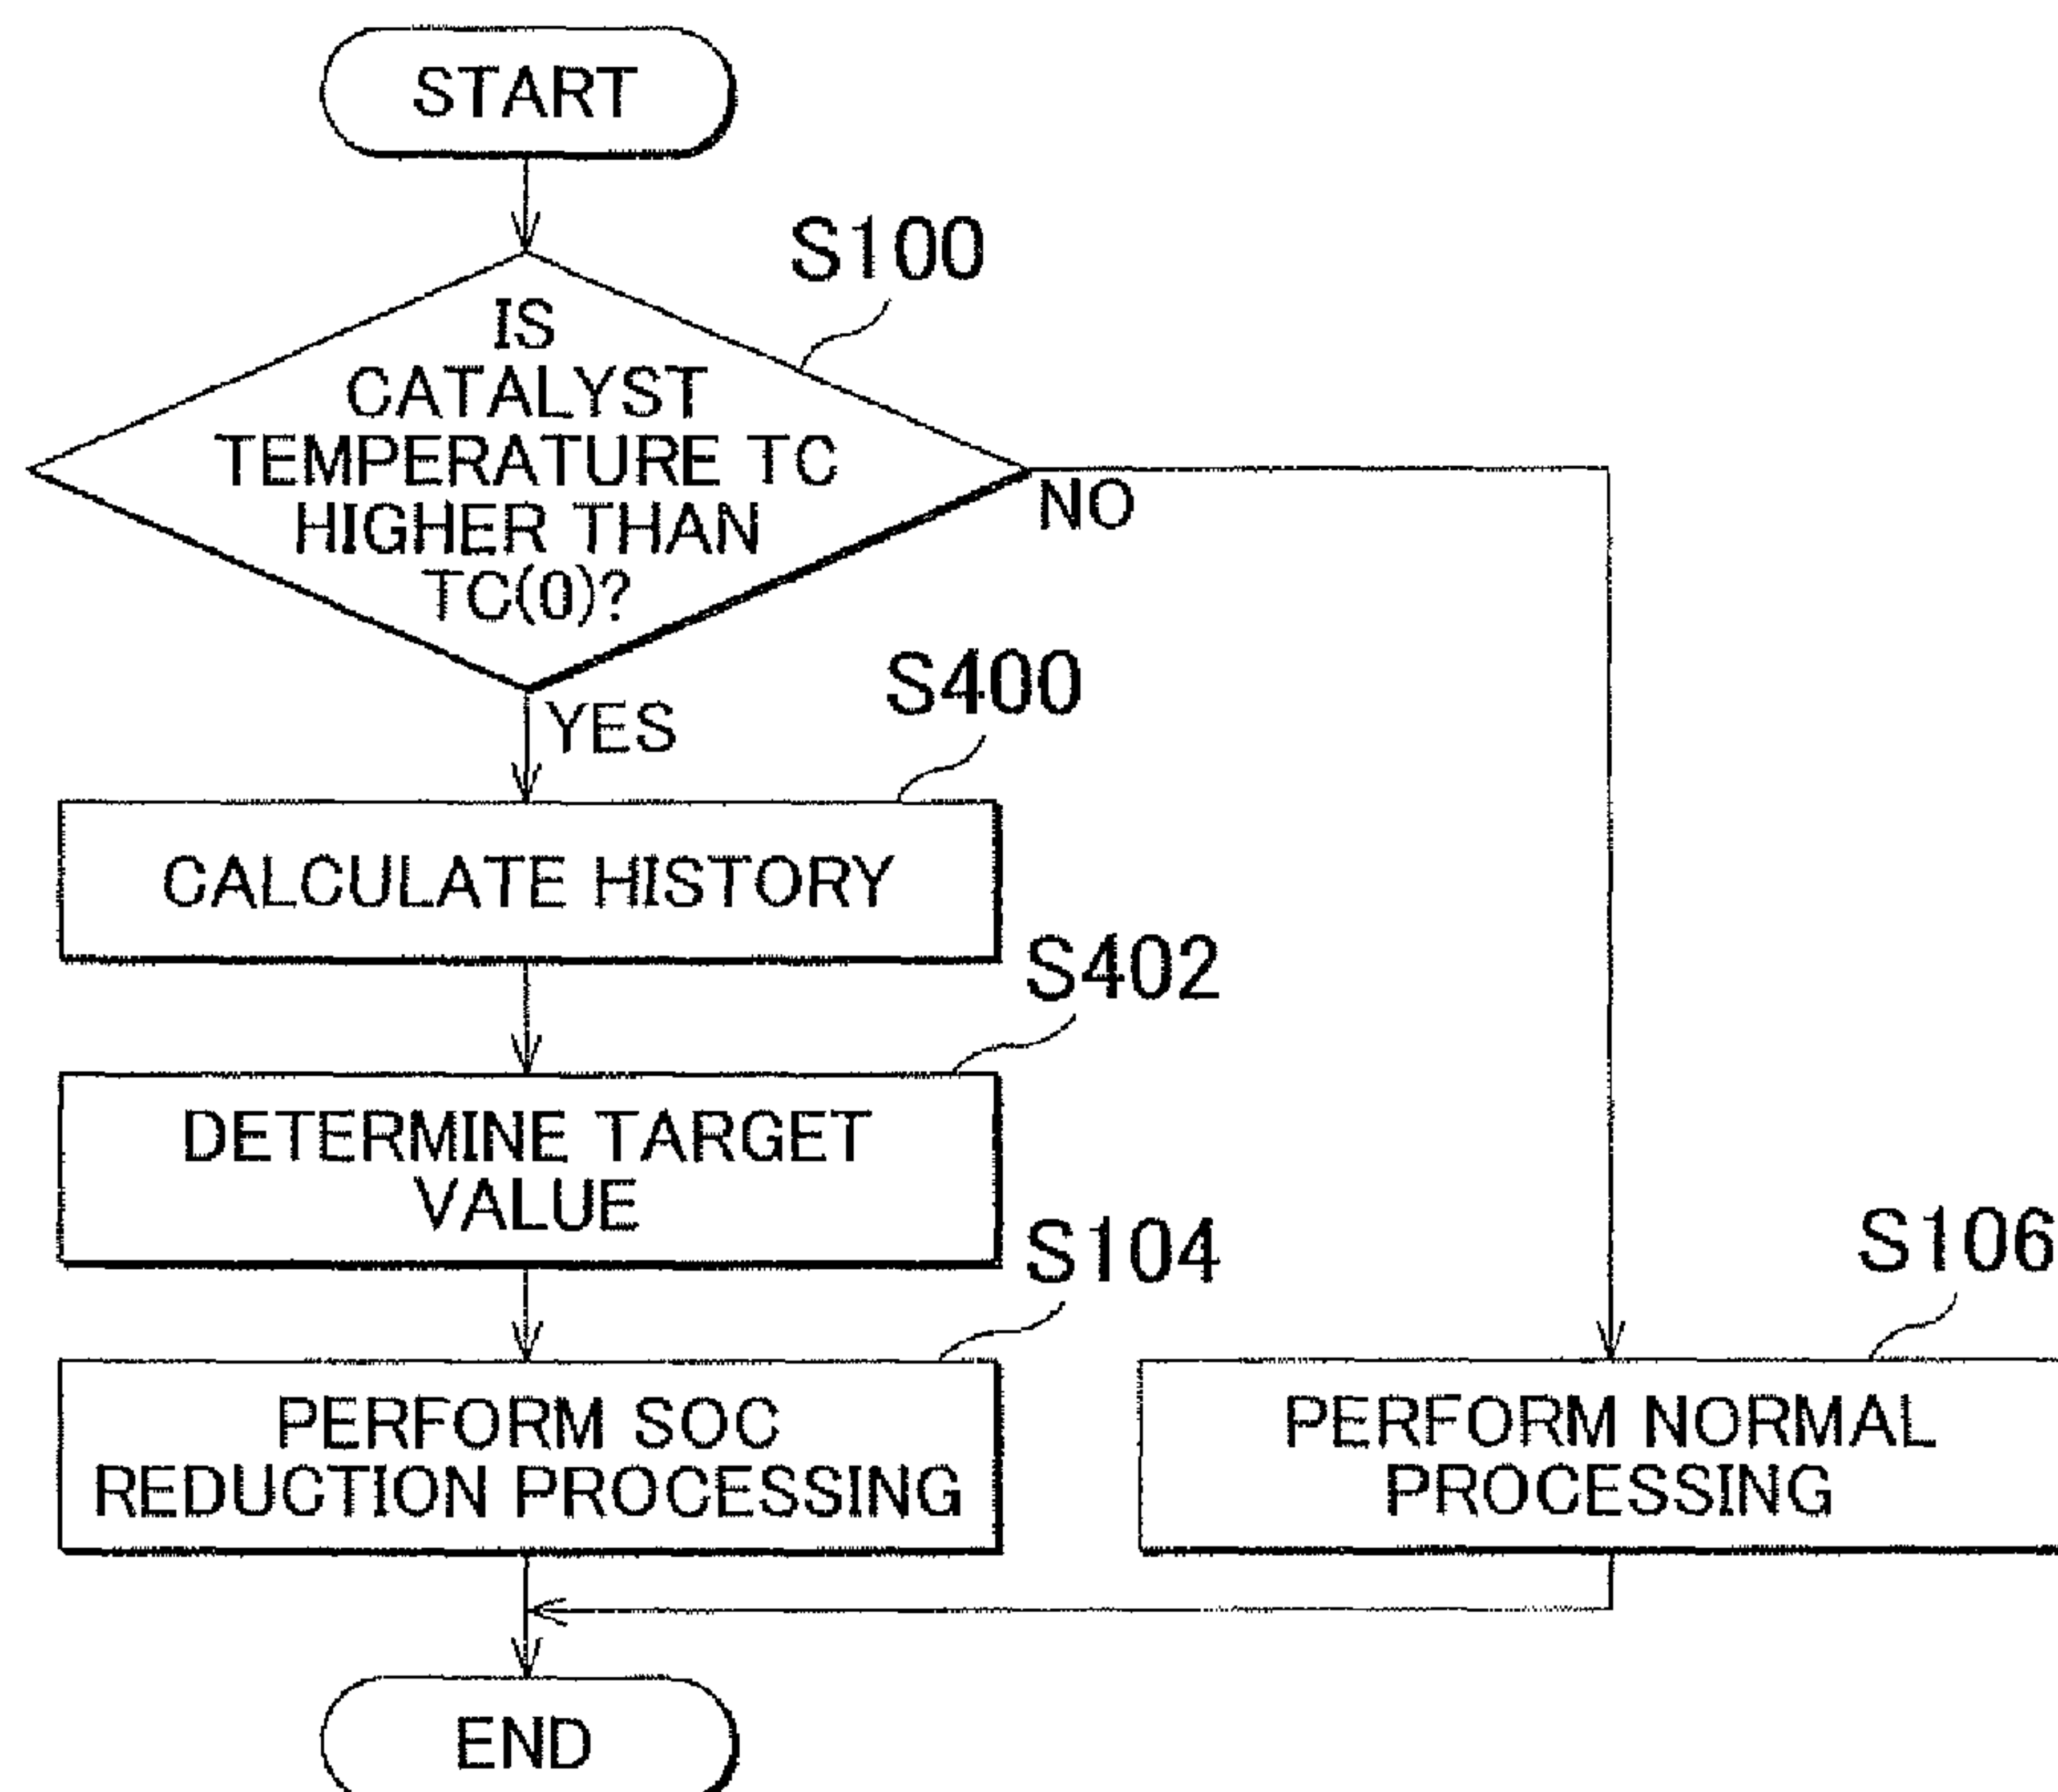 START
S100
IS
CATALYST
TEMPERATURE TC
HIGHER THAN
TC(0)?
NO
YES
S400
CALCULATE HISTORY
S402
DETERMINE TARGET
VALUE
S104
PERFORM SOC
REDUCTION PROCESSING
S106
PERFORM NORMAL
PROCESSING
END